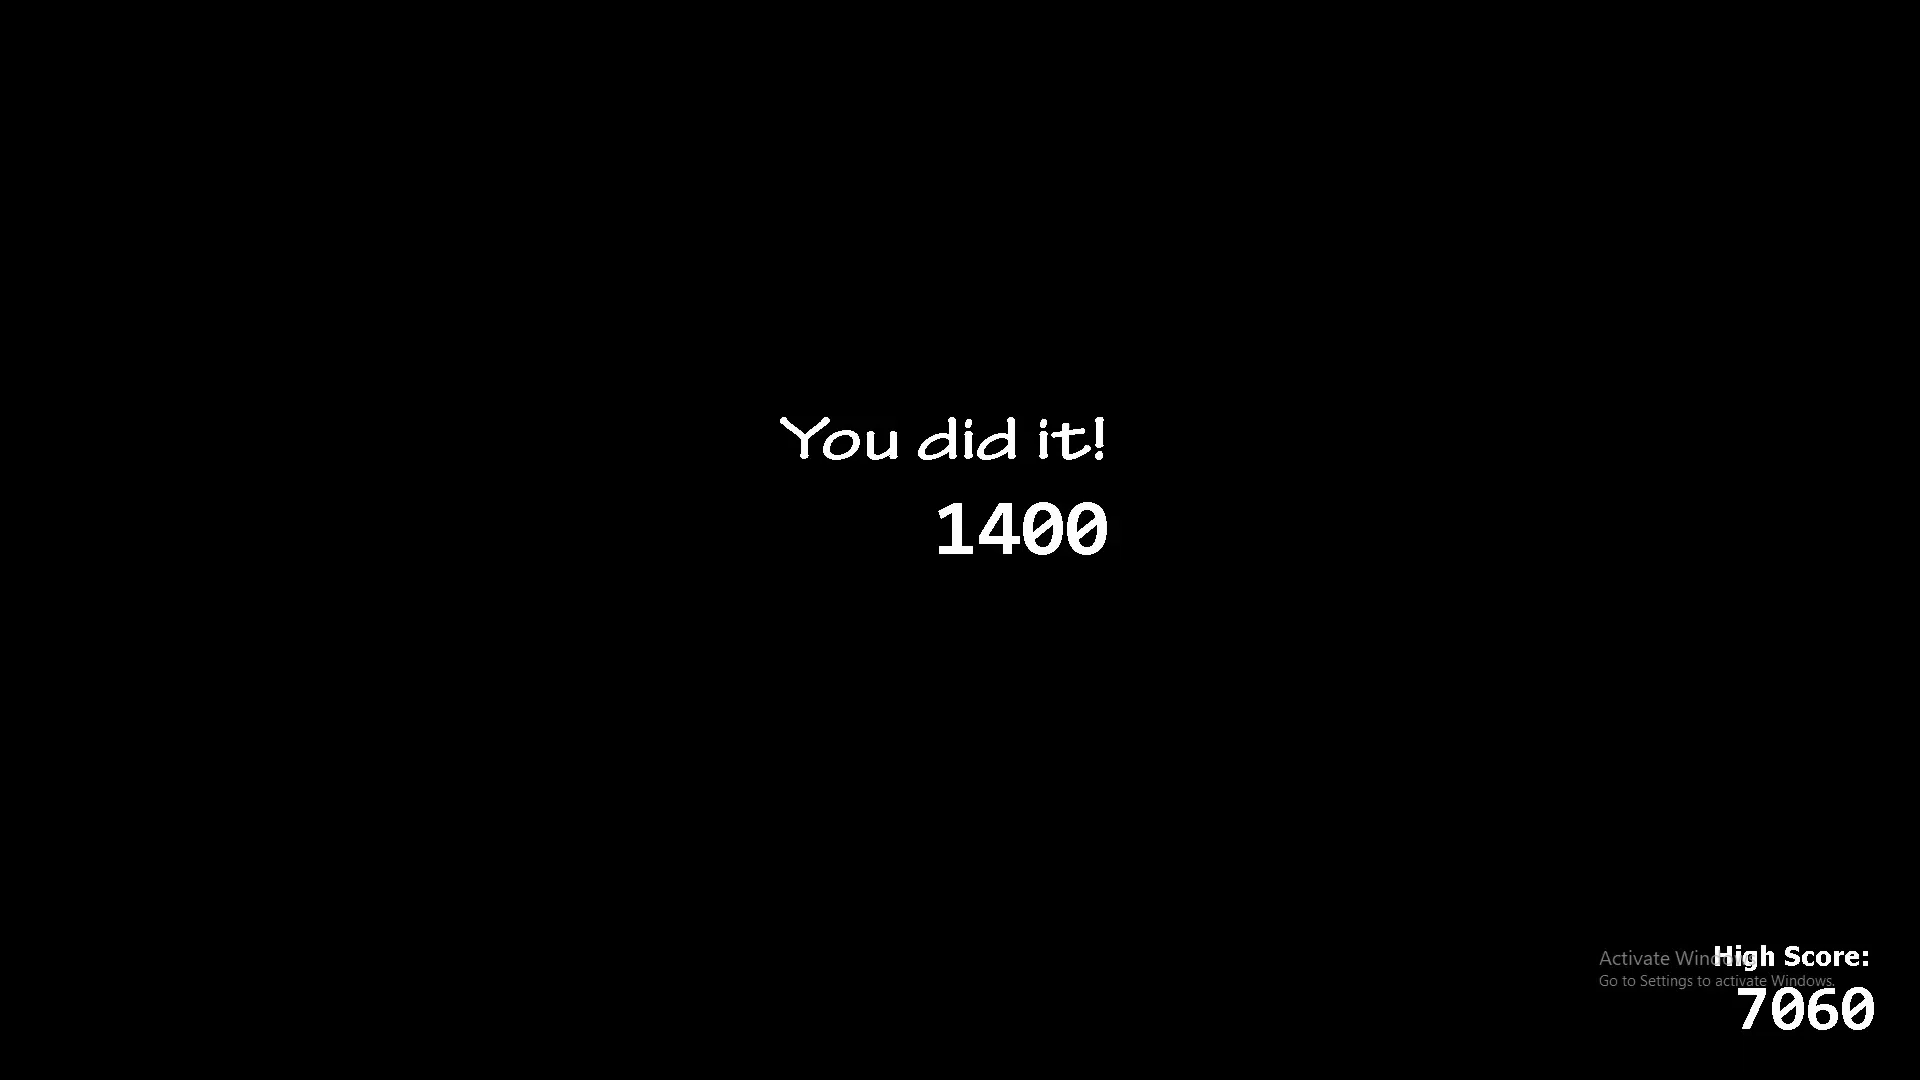 You did it!
1400
High Score:
Activate Windows
Go to Settings to activate Windows.
7060